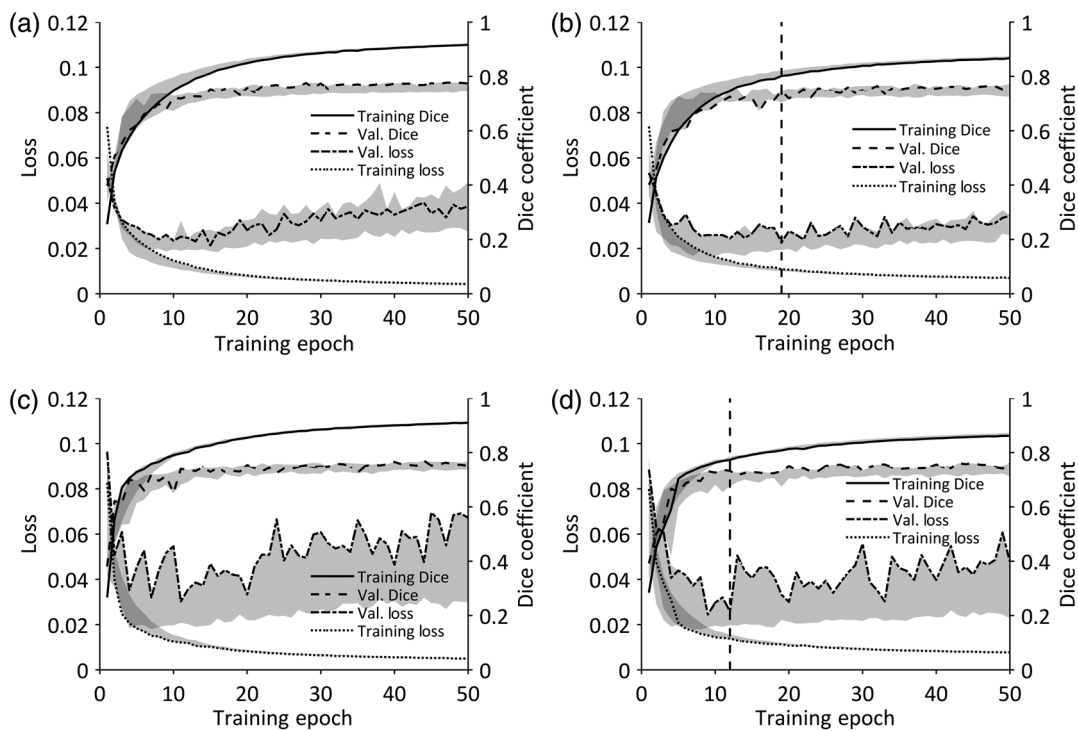 (a)
0.12
0.1
0.08
0.06
0.04
0.02
0
Loss
1
0.8
0.6
0.4
0.2
0
Dice coefficient
Training Dice
Val. Dice
Val. loss
Training loss
0 10 20 30 40 50
Training epoch
(b)
0.12
0.1
0.08
0.06
0.04
0.02
0
Loss
1
0.8
0.6
0.4
0.2
0
Dice coefficient
Training Dice
Val. Dice
Val. loss
Training loss
0 10 20 30 40 50
Training epoch
(c)
0.12
0.1
0.08
0.06
0.04
0.02
0
Loss
1
0.8
0.6
0.4
0.2
0
Dice coefficient
Training Dice
Val. Dice
Val. loss
Training loss
0 10 20 30 40 50
Training epoch
(d)
0.12
0.1
0.08
0.06
0.04
0.02
0
Loss
1
0.8
0.6
0.4
0.2
0
Dice coefficient
Training Dice
Val. Dice
Val. loss
Training loss
0 10 20 30 40 50
Training epoch